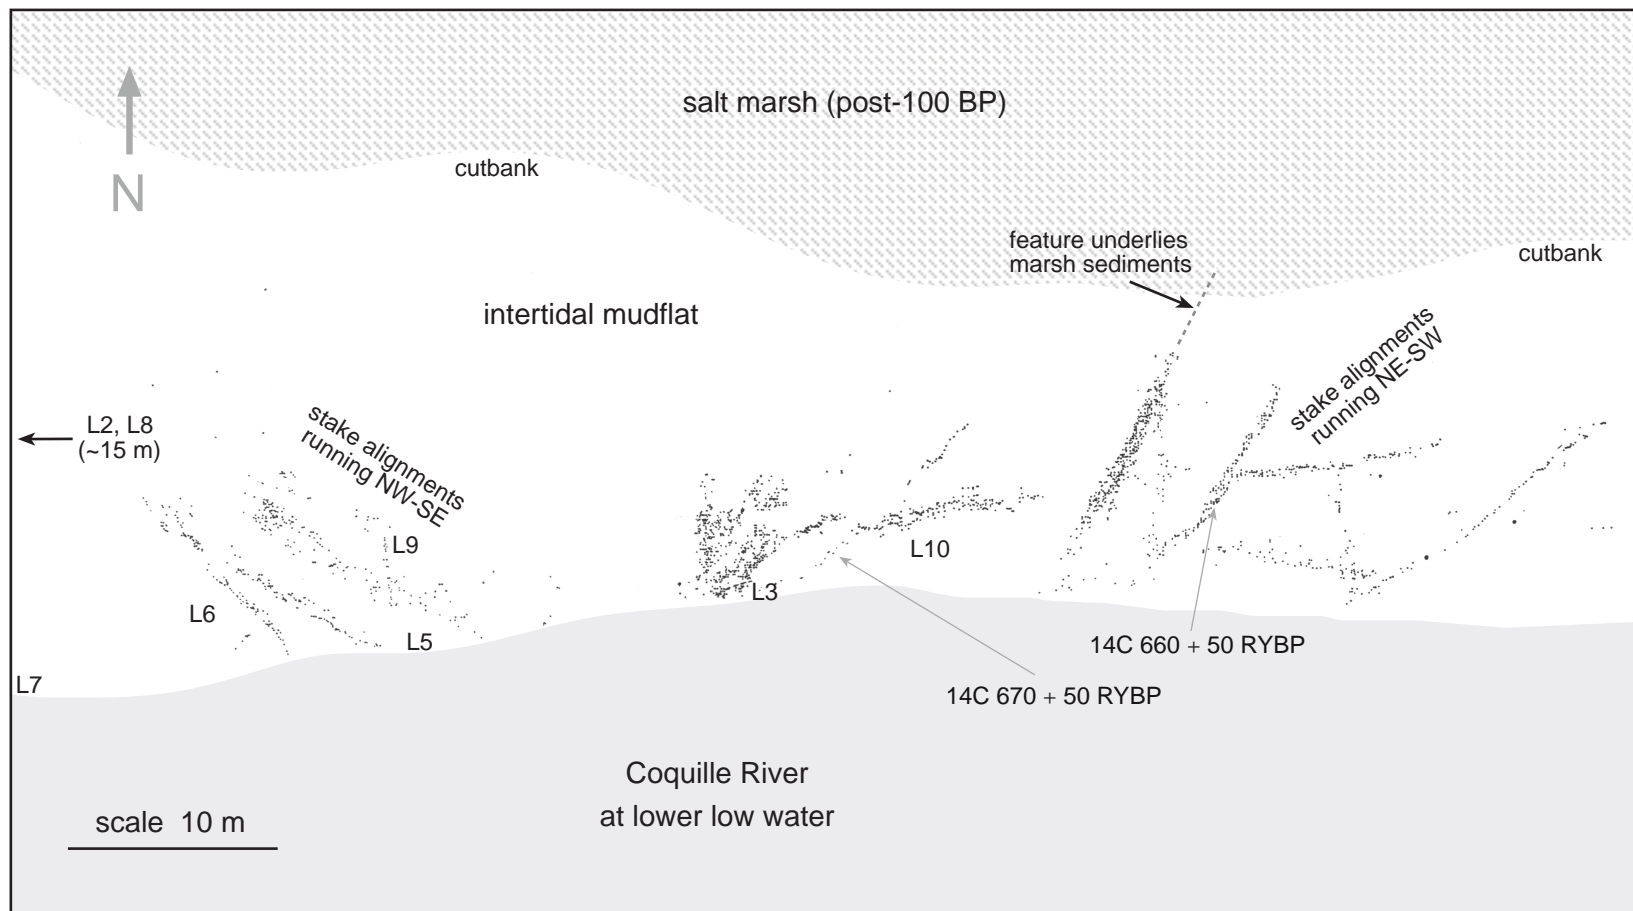 salt marsh (post-100 BP)
cutbank
N
feature underlies
marsh sediments
cutbank
intertidal mudflat
stake alignments
running NE-SW
L2, L8
(~15 m)
stake alignments
running NW-SE
L9
L10
L3
L6
L5
14C 660 + 50 RYBP
L7
14C 670 + 50 RYBP
Coquille River
at lower low water
scale 10 m